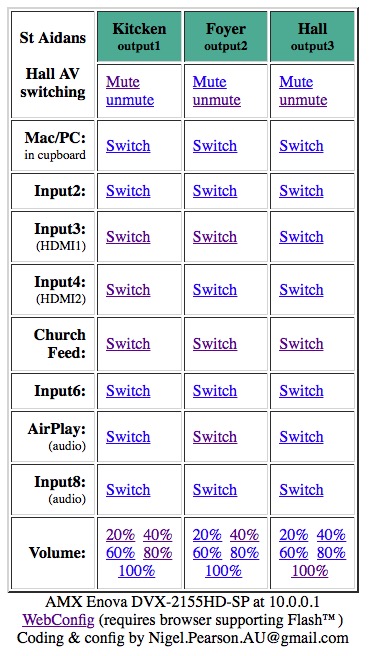 St Aidans Kitcken Foyer Hall
output1 output2 output3
Hall AV Mute Mute Mute
switching unmute unmute unmute
Mac/PC: Switch Switch Switch
in cupboard
Input2: Switch Switch Switch
Input3: Switch Switch Switch
(HDMI1)
Input4: Switch Switch Switch
(HDMI2)
Church Switch Switch Switch
Feed:
Input6: Switch Switch Switch
AirPlay: Switch Switch Switch
(audio)
Input8: Switch Switch Switch
(audio)
20% 40% 20% 40% 20% 40%
Volume: 60% 80% 60% 80% 60% 80%
100% 100% 100%
AMX Enova DVX-2155HD-SP at 10.0.0.1
WebConfig (requires browser supporting Flash™ )
Coding & config by Nigel.Pearson.AU@gmail.com